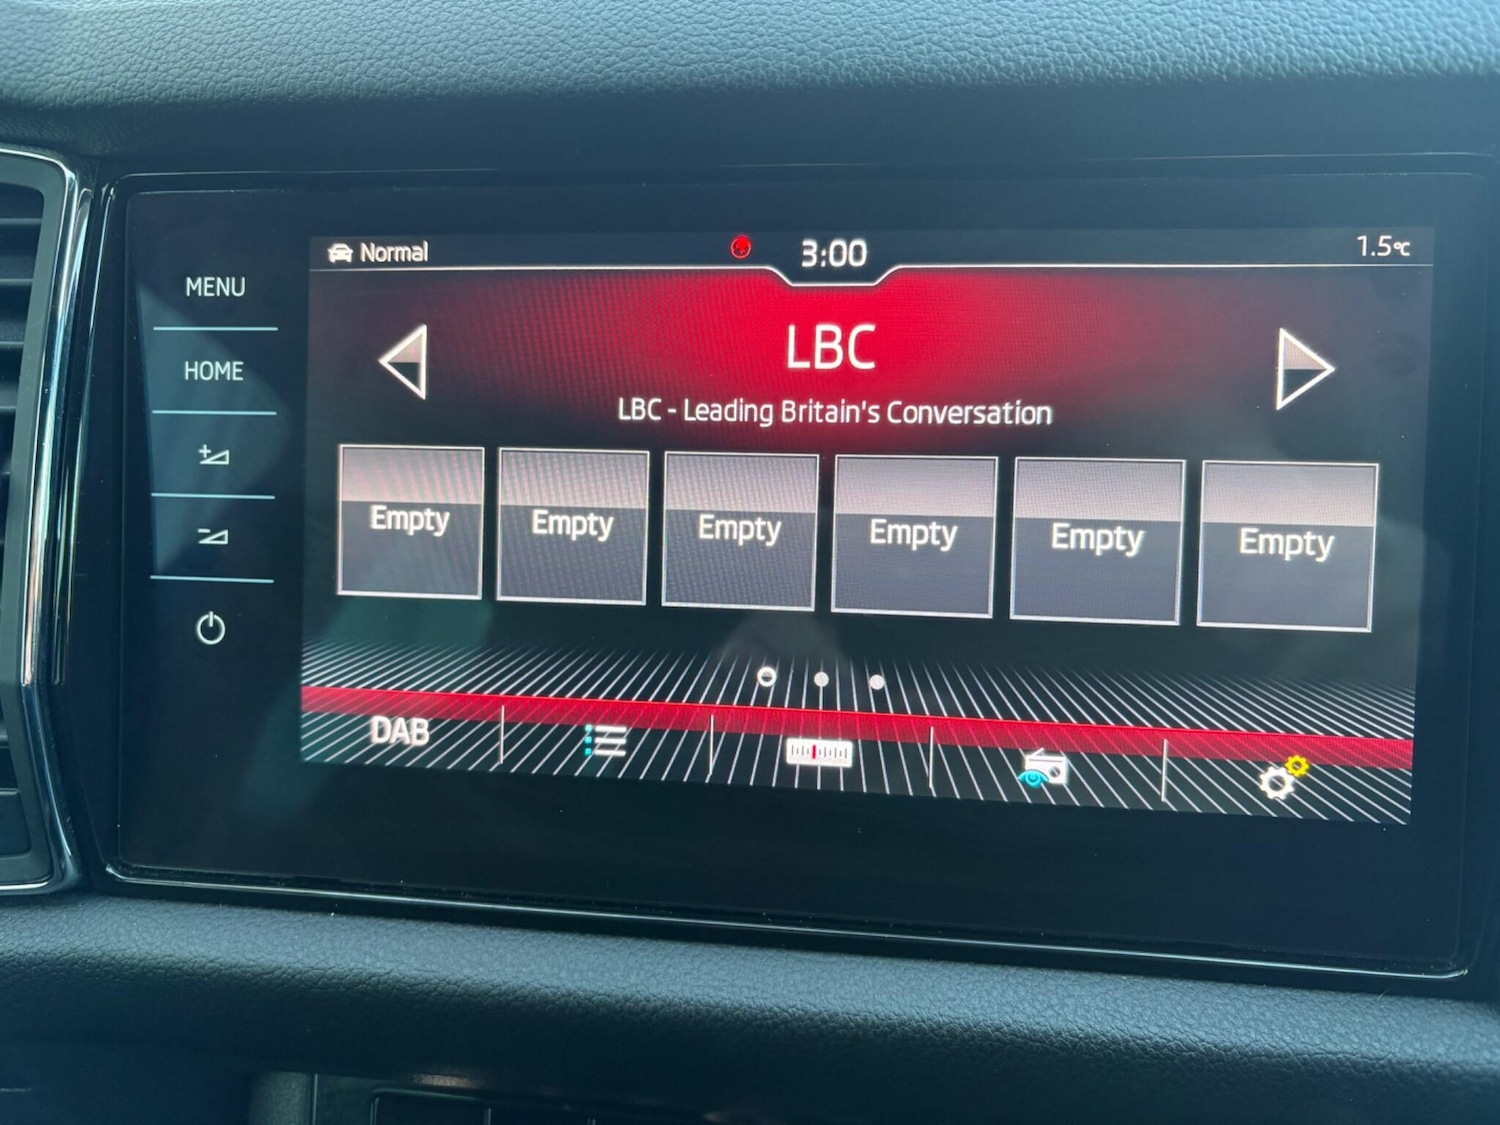 Normal
3:00
1.5°C
MENU
HOME
LBC
LBC - Leading Britain's Conversation
Empty Empty Empty Empty Empty Empty
DAB